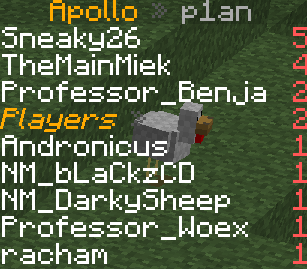 Apollo » p1an
Sneaky26 5
TheMainMiek 4
Professor_Benja 2
Players 2
Andronicus 1
NM_bLaCkzCD 1
NM_DarkySheep 1
Professor_Woex 1
racham 1